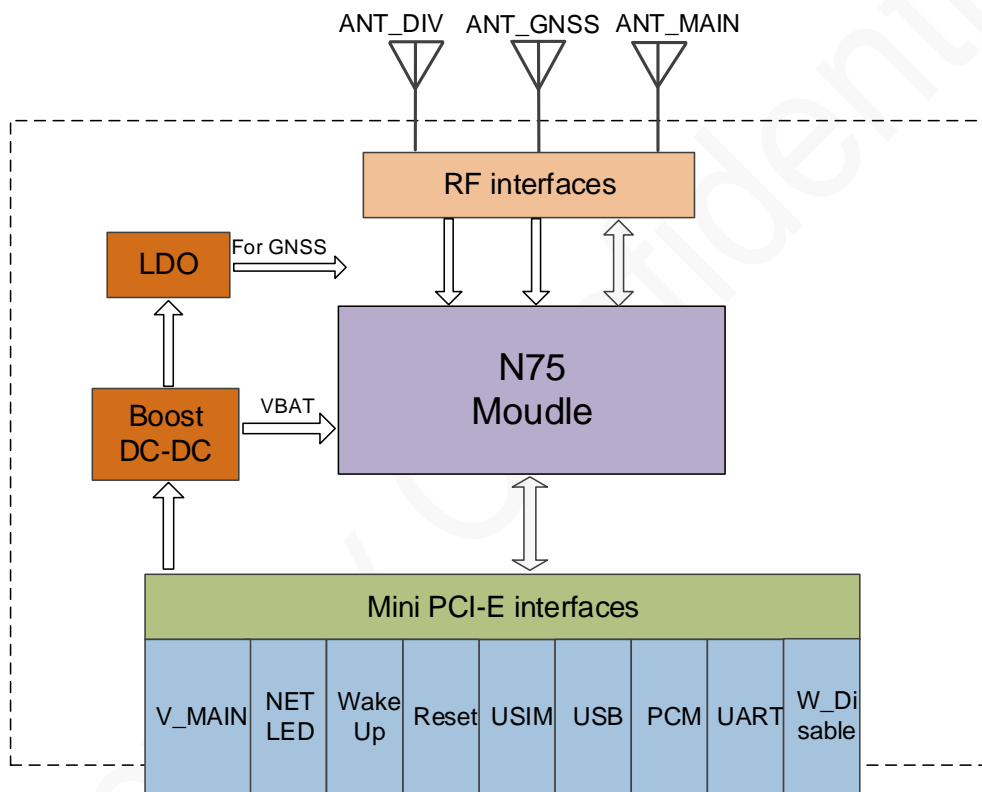 ANT_DIV ANT_GNSS ANT_MAIN
RF interfaces
LDO
For GNSS
N75
Moudle
Boost
DC-DC
VBAT
Mini PCI-E interfaces
V_MAIN
NET
LED
Wake
Up
Reset
USIM
USB
PCM
UART
W_Di
sable
Confidenti